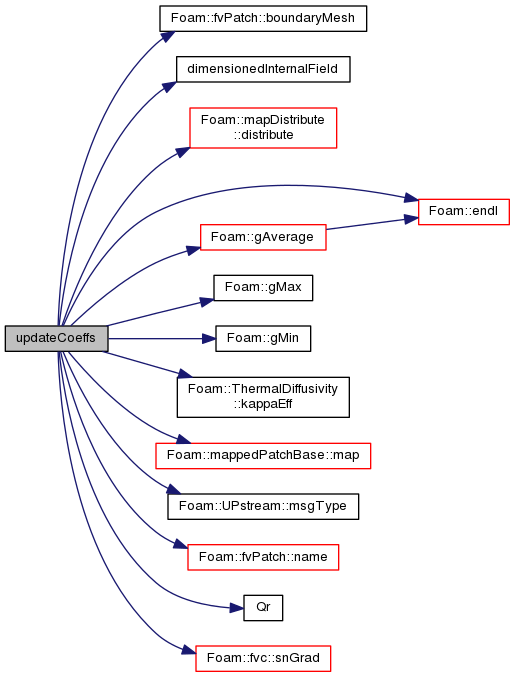 Foam::fvPatch::boundaryMesh
dimensionedInternalField
Foam::mapDistribute
::distribute
Foam::endl
Foam::gAverage
Foam::gMax
updateCoeffs
Foam::gMin
Foam::ThermalDiffusivity
::kappaEff
Foam::mappedPatchBase::map
Foam::UPstream::msgType
Foam::fvPatch::name
Qr
Foam::fvc::snGrad